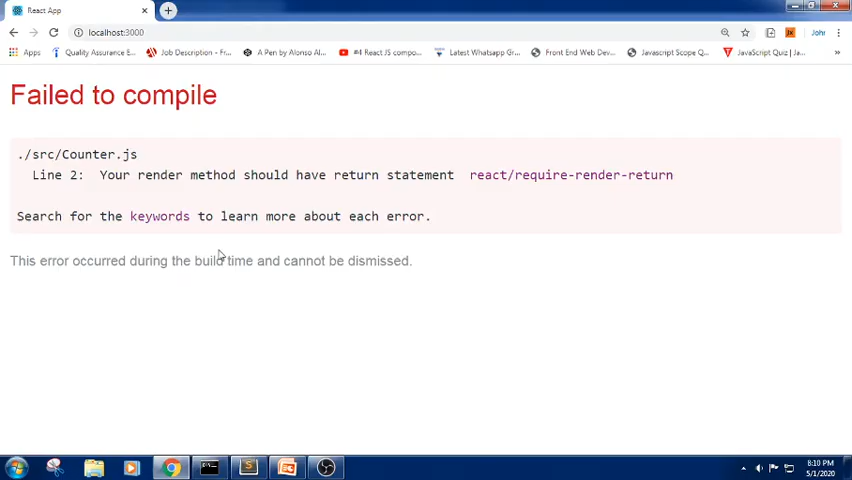 React App
localhost:3000
John
Apps
Quality Assurance E...
Job Description - Fr...
A Pen by Alonso Al...
#4 React JS compo...
Latest Whatsapp Gr...
Front End Web Dev...
Javascript Scope Q...
JavaScript Quiz | Ja...
Failed to compile
./src/Counter.js
Line 2: Your render method should have return statement react/require-render-return
Search for the keywords to learn more about each error.
This error occurred during the build time and cannot be dismissed.
8:10 PM
5/1/2020